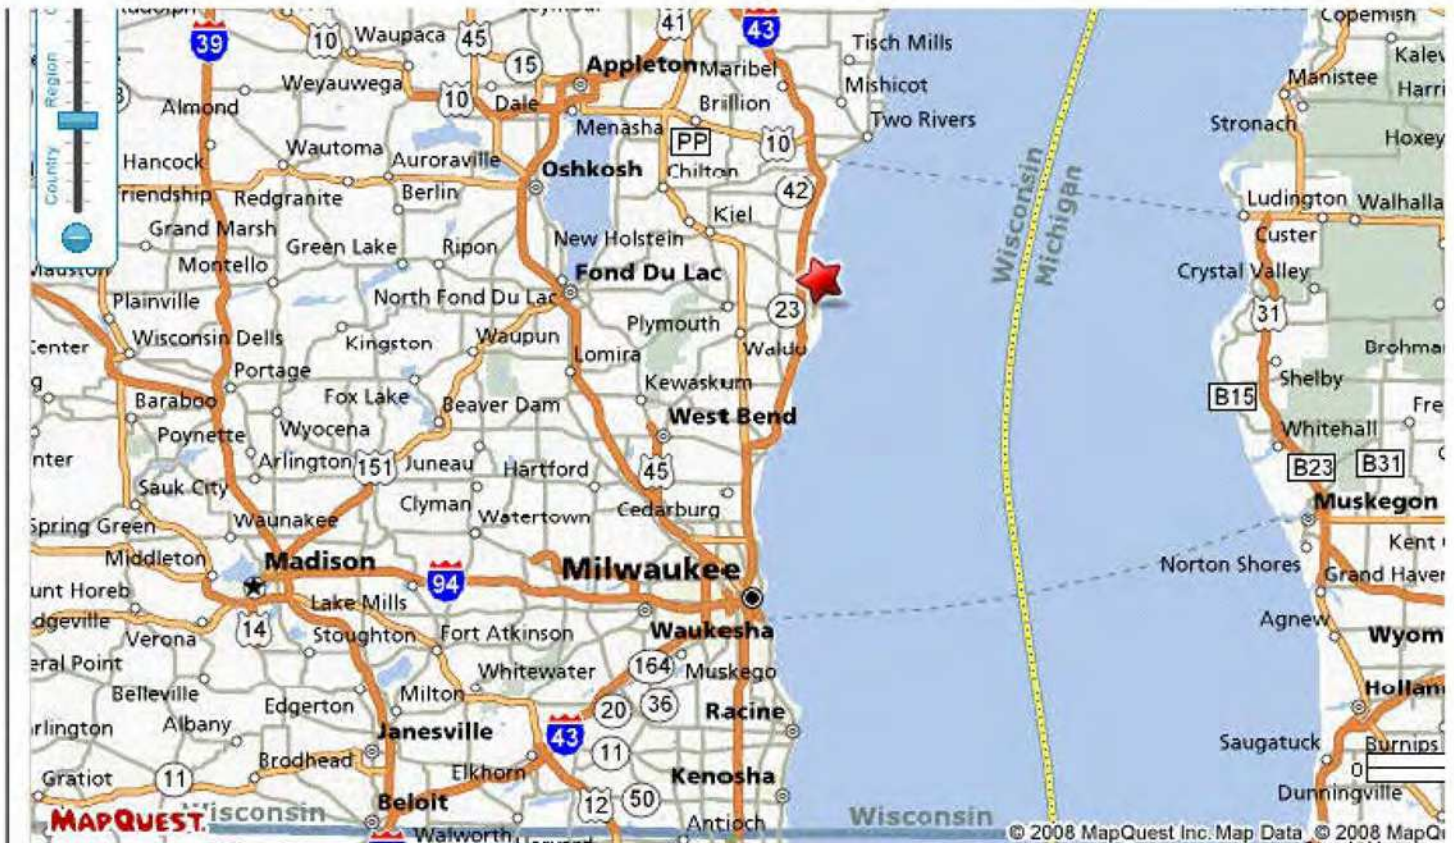 39
10
Waupaca
45
41
43
Tisch Mills
Copemish
Region
Weyauwega
15
Appleton
Maribel
Mishicot
Manistee
Almond
10
Dale
Brillion
Two Rivers
Stronach
Menasha
PP
10
Hoxey
Country
Hancock
Wautoma
Auroraville
Oshkosh
Chilton
42
Wisconsin
Michigan
Redgranite
Berlin
Ludington
Walhalla
Grand Marsh
Green Lake
Ripon
New Holstein
Kiel
Custer
Montello
Fond Du Lac
Crystal Valley
Plainville
North Fond Du Lac
Plymouth
23
31
Wisconsin Dells
Kingston
Waupun
Lomira
Waldo
Portage
Kewaskum
Shelby
Baraboo
Fox Lake
Beaver Dam
West Bend
B15
Poynette
Wyocena
Whitehall
Arlington
151
Juneau
Hartford
45
B23
B31
Sauk City
Clyman
Cedarburg
Muskegon
Spring Green
Waunakee
Watertown
Middleton
Madison
94
Milwaukee
Norton Shores
Kent
Lake Mills
Grand Haven
Verona
14
Stoughton
Fort Atkinson
Waukesha
Agnew
Whitewater
164
Muskego
Belleville
Edgerton
Milton
20
36
Racine
Albany
Janesville
43
11
Saugatuck
Burnips
Brodhead
Elkhorn
Kenosha
0
Gratiot
11
Beloit
12
50
Dunningville
MAPQUEST.
Wisconsin
Walworth
Antioch
Wisconsin
© 2008 MapQuest Inc. Map Data
© 2008 MapQ